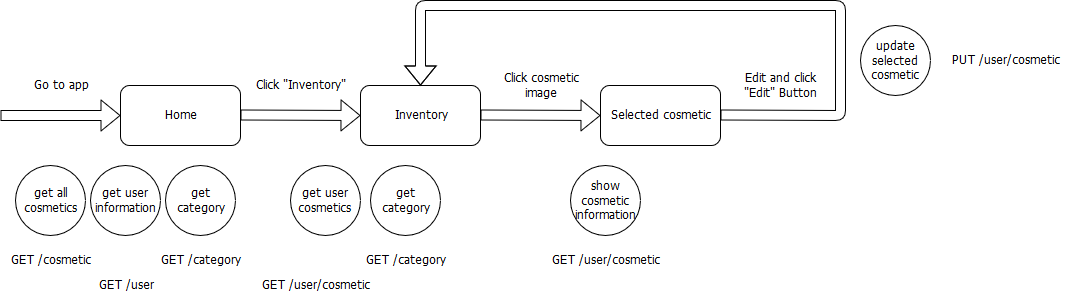 update
selected
cosmetic
PUT /user/cosmetic
Go to app
Click "Inventory"
Click cosmetic
image
Edit and click
"Edit" Button
Home
Inventory
Selected cosmetic
get all
cosmetics
get user
information
get
category
get user
cosmetics
get
category
show
cosmetic
information
GET /cosmetic
GET /category
GET /category
GET /user/cosmetic
GET /user
GET /user/cosmetic